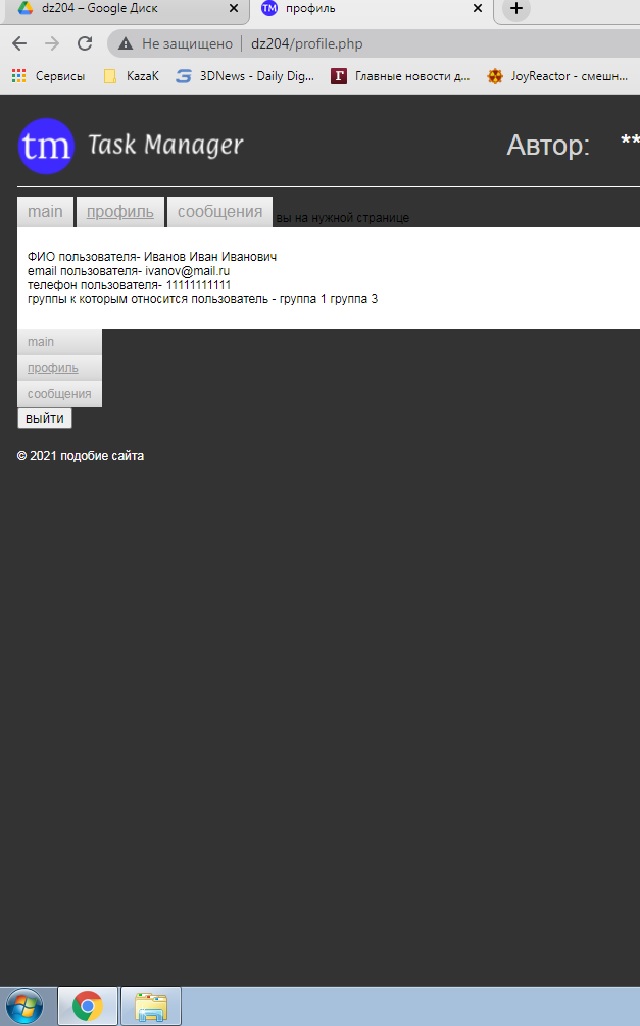 dz204 – Google Диск
профиль
Не защищено
dz204/profile.php
Сервисы
KazaK
3DNews - Daily Dig...
Главные новости д...
JoyReactor - смешн...
tm Task Manager
Автор: **
main
профиль
сообщения
вы на нужной странице
ФИО пользователя- Иванов Иван Иванович
email пользователя- ivanov@mail.ru
телефон пользователя- 11111111111
группы к которым относится пользователь - группа 1 группа 3
main
профиль
сообщения
выйти
© 2021 подобие сайта